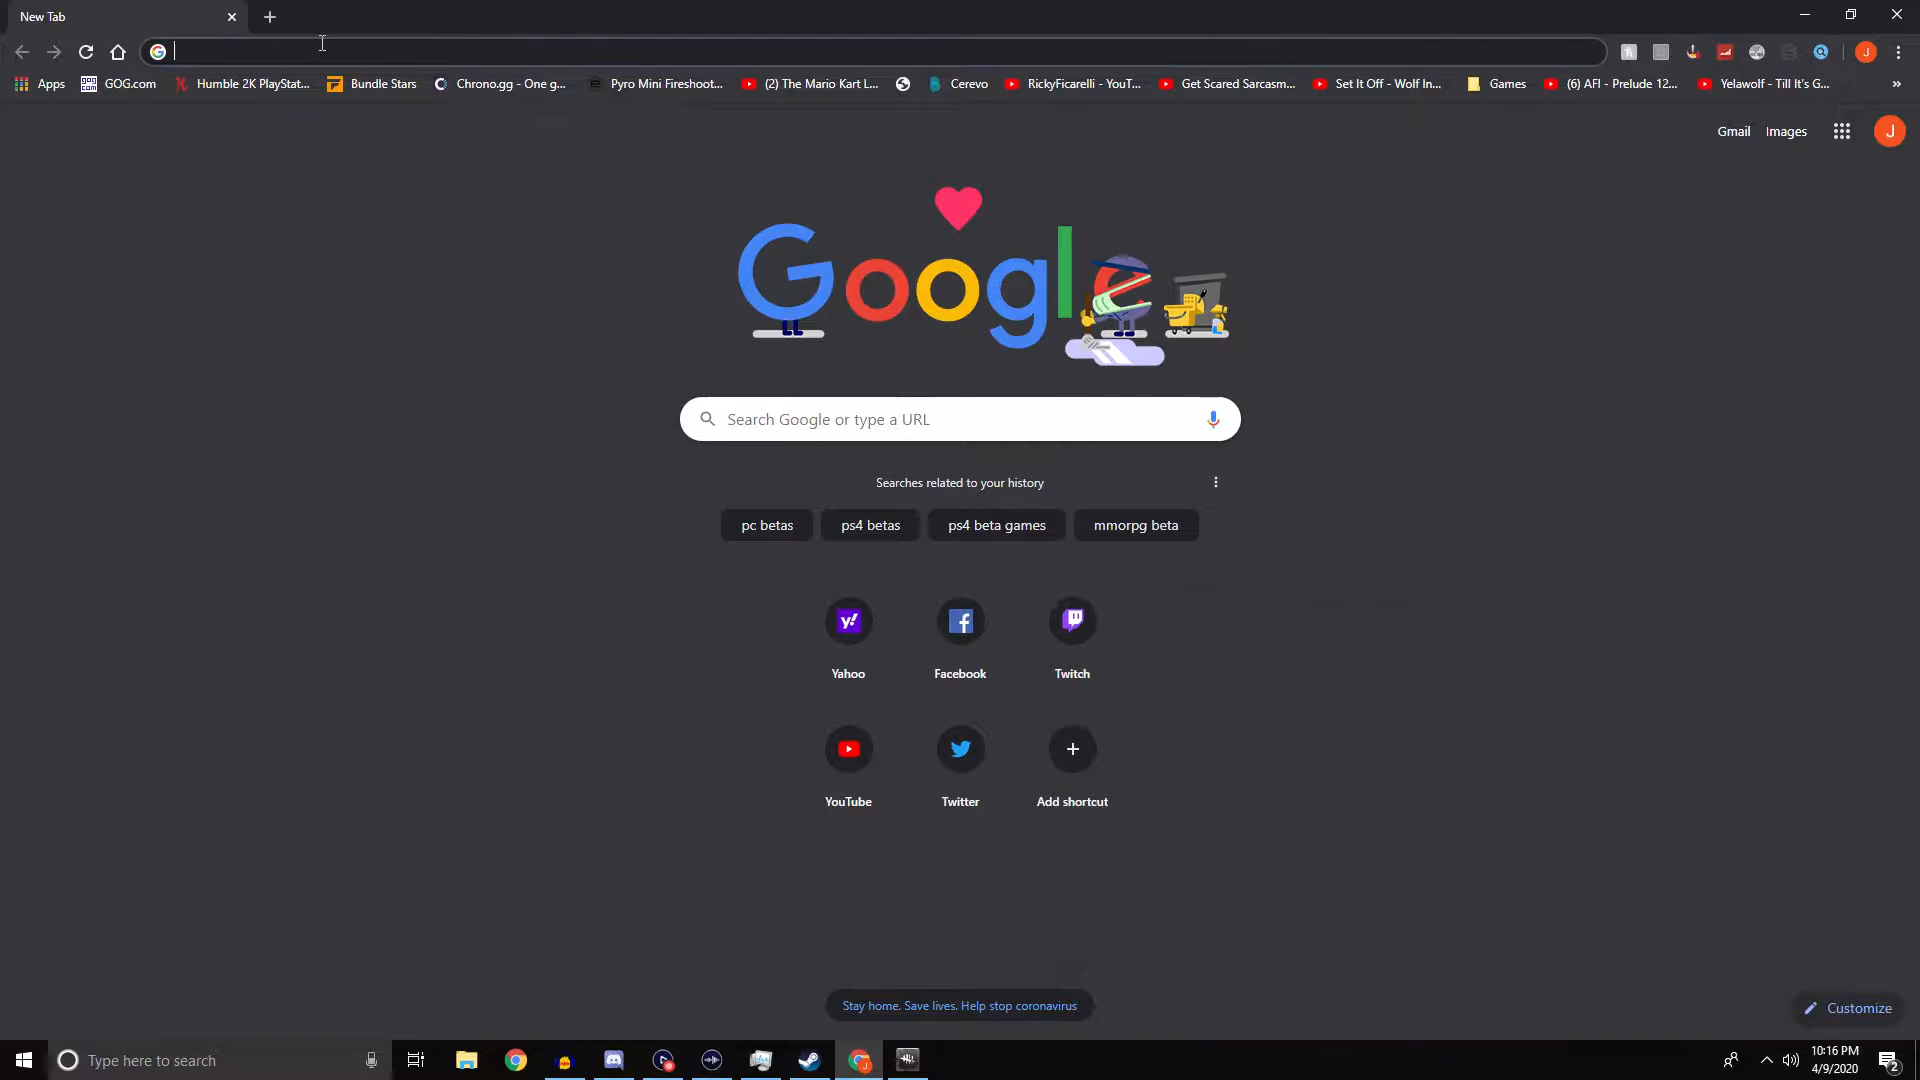 New Tab
Apps GOG.com Humble 2K PlayStat... Bundle Stars Chrono.gg - One g... Pyro Mini Fireshoot... (2) The Mario Kart L... Cerevo RickyFicarelli - YouT... Get Scared Sarcasm... Set It Off - Wolf In... Games (6) AFI - Prelude 12... Yelawolf - Till It's G... »
Gmail Images J
Google
Search Google or type a URL
Searches related to your history
pc betas ps4 betas ps4 beta games mmorpg beta
Yahoo Facebook Twitch
YouTube Twitter Add shortcut
Stay home. Save lives. Help stop coronavirus
Customize
Type here to search
10:16 PM
4/9/2020
2